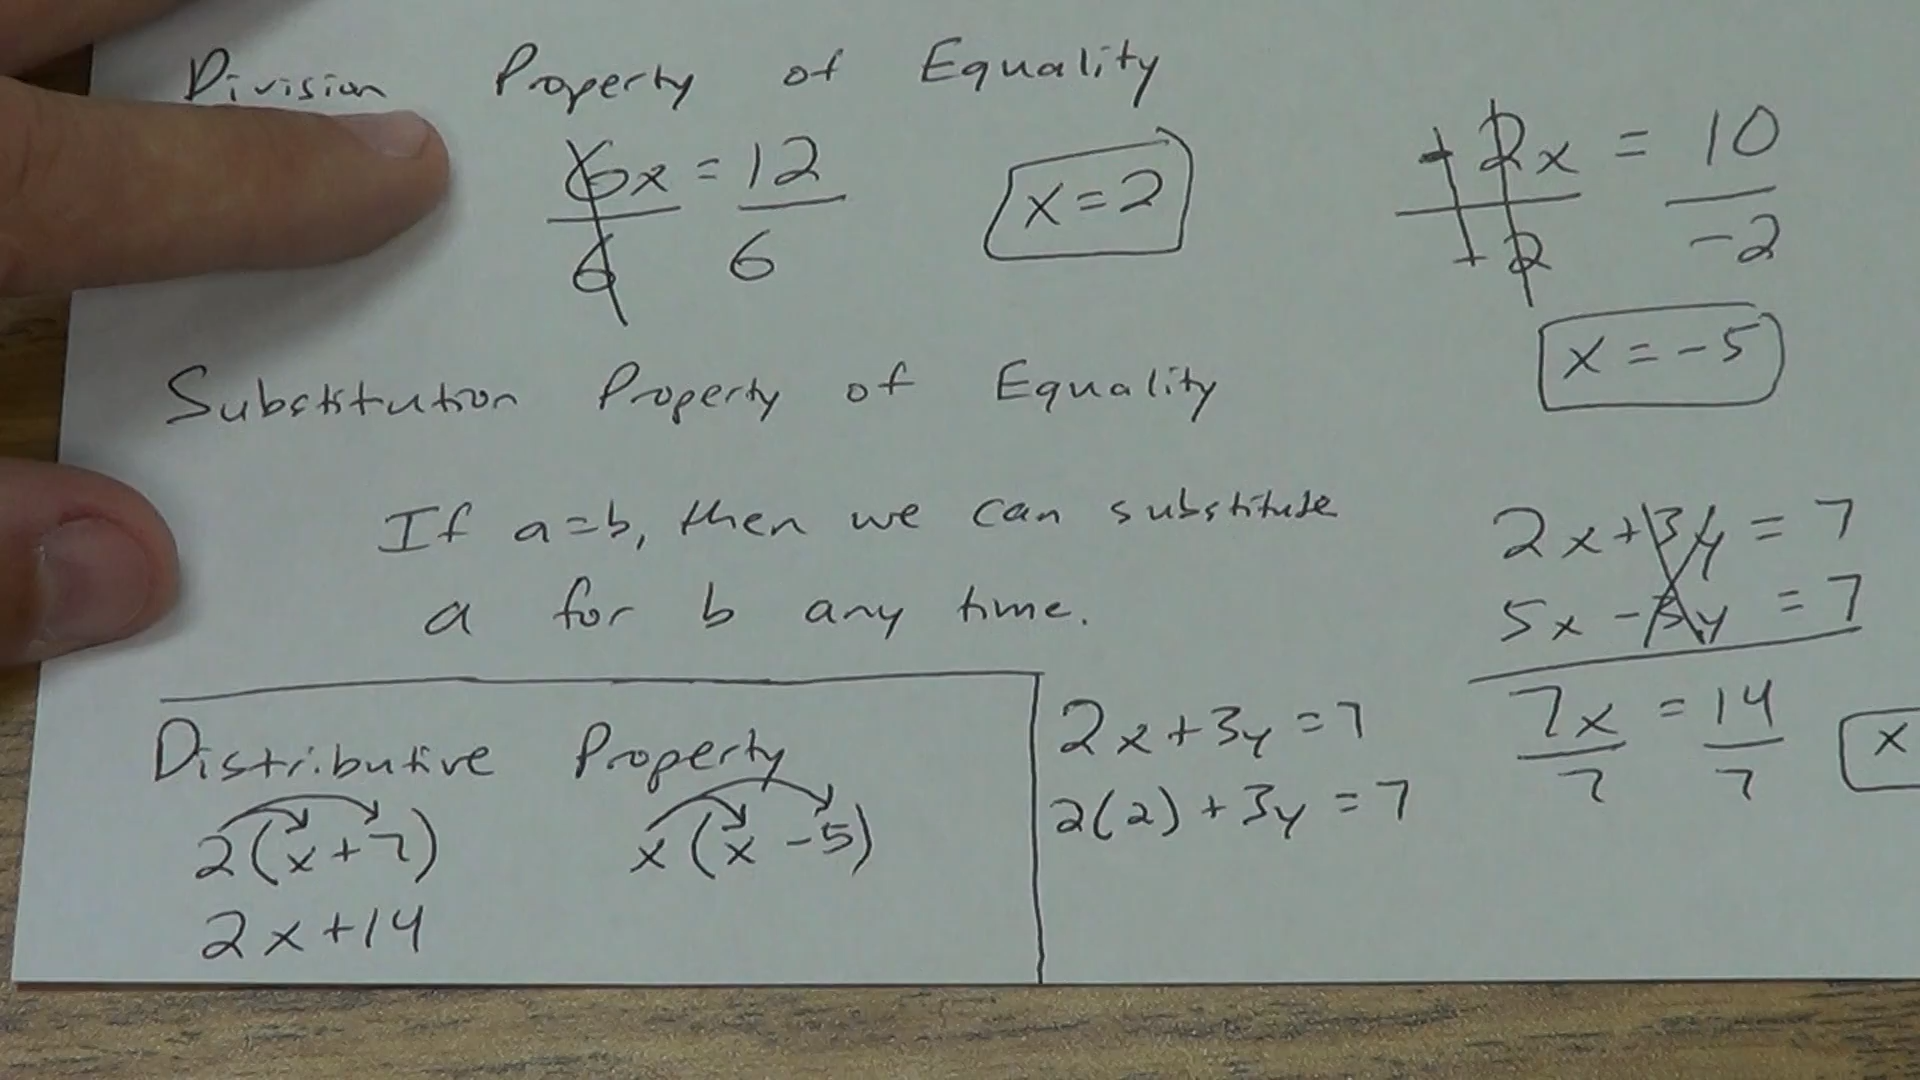 Division Property of Equality
6x = 12
6 6
x = 2
-2x = 10
-2 -2
x = -5
Substitution Property of Equality
If a=b, then we can substitute
a for b any time.
2x+3y = 7
5x -3y = 7
7x = 14
7 7
x
2x+3y=7
2(2)+3y=7
Distributive Property
2(x+7)
2x+14
x(x-5)